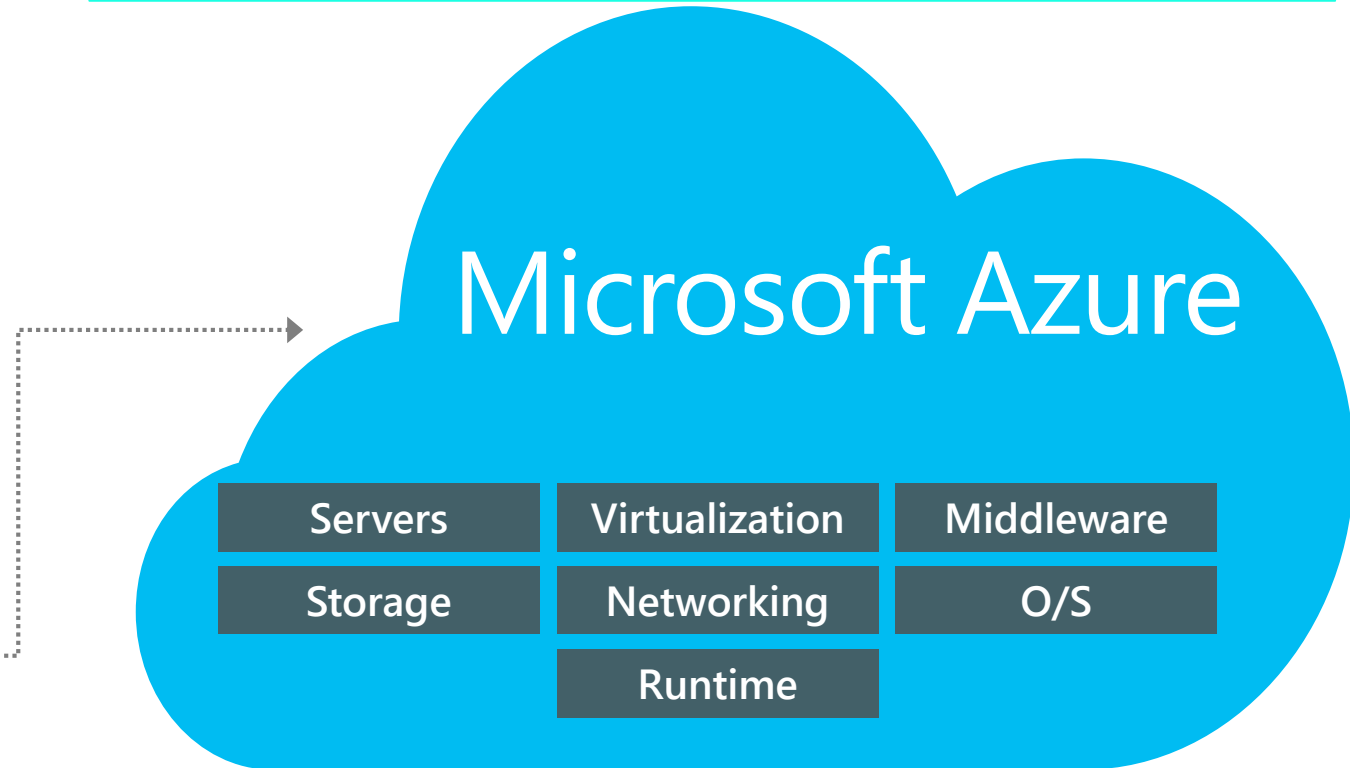 Microsoft Azure
Servers Virtualization Middleware
Storage Networking O/S
Runtime